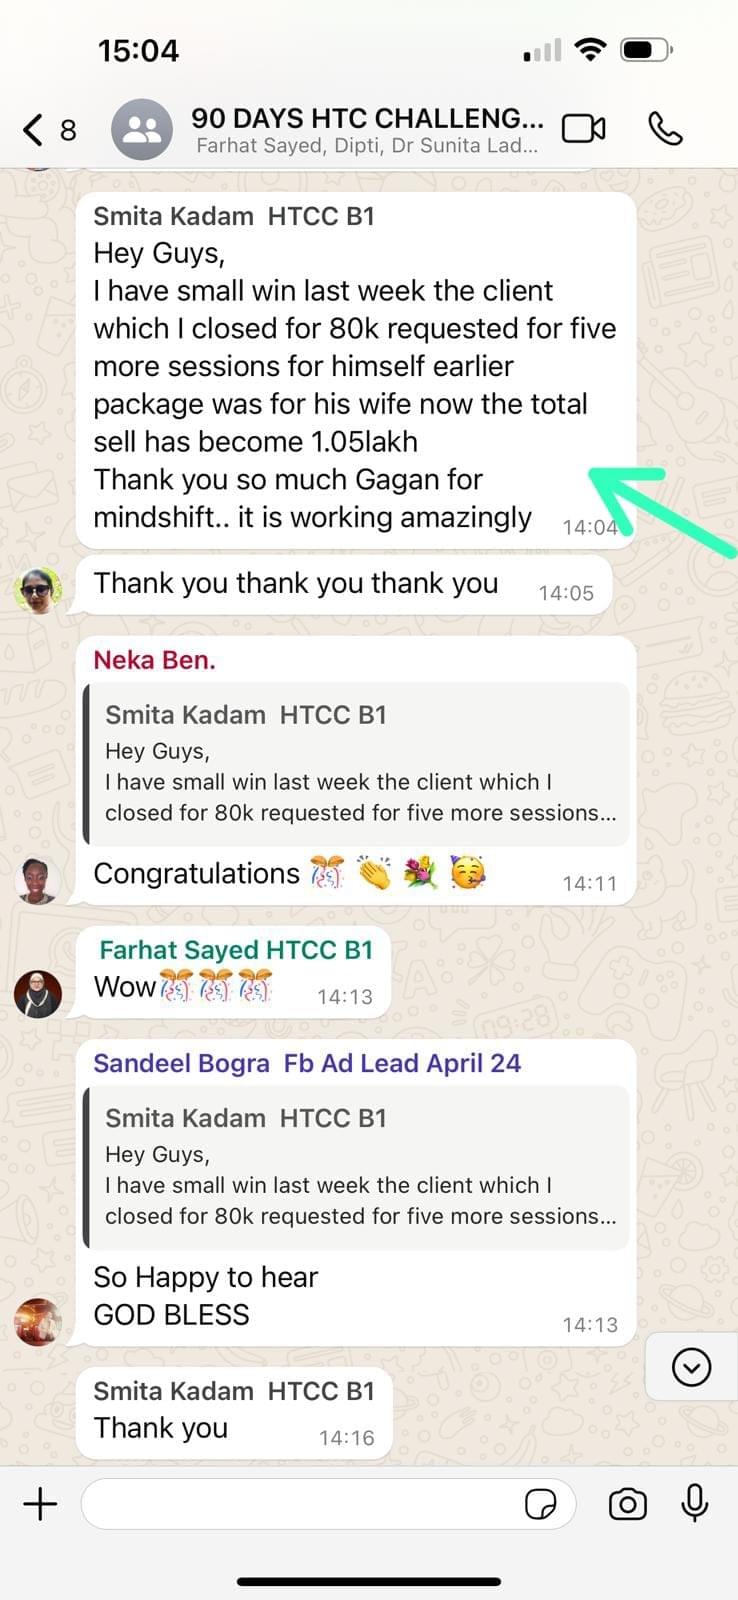 15:04
8
90 DAYS HTC CHALLENG...
Farhat Sayed, Dipti, Dr Sunita Lad...
Smita Kadam HTCC B1
Hey Guys,
I have small win last week the client
which I closed for 80k requested for five
more sessions for himself earlier
package was for his wife now the total
sell has become 1.05lakh
Thank you so much Gagan for
mindshift.. it is working amazingly
14:04
Thank you thank you thank you
14:05
Neka Ben.
Smita Kadam HTCC B1
Hey Guys,
I have small win last week the client which I
closed for 80k requested for five more sessions...
Congratulations 🎊 👏 💐 🥳
14:11
Farhat Sayed HTCC B1
Wow🎊🎊🎊
14:13
Sandeel Bogra Fb Ad Lead April 24
Smita Kadam HTCC B1
Hey Guys,
I have small win last week the client which I
closed for 80k requested for five more sessions...
So Happy to hear
GOD BLESS
14:13
Smita Kadam HTCC B1
Thank you
14:16